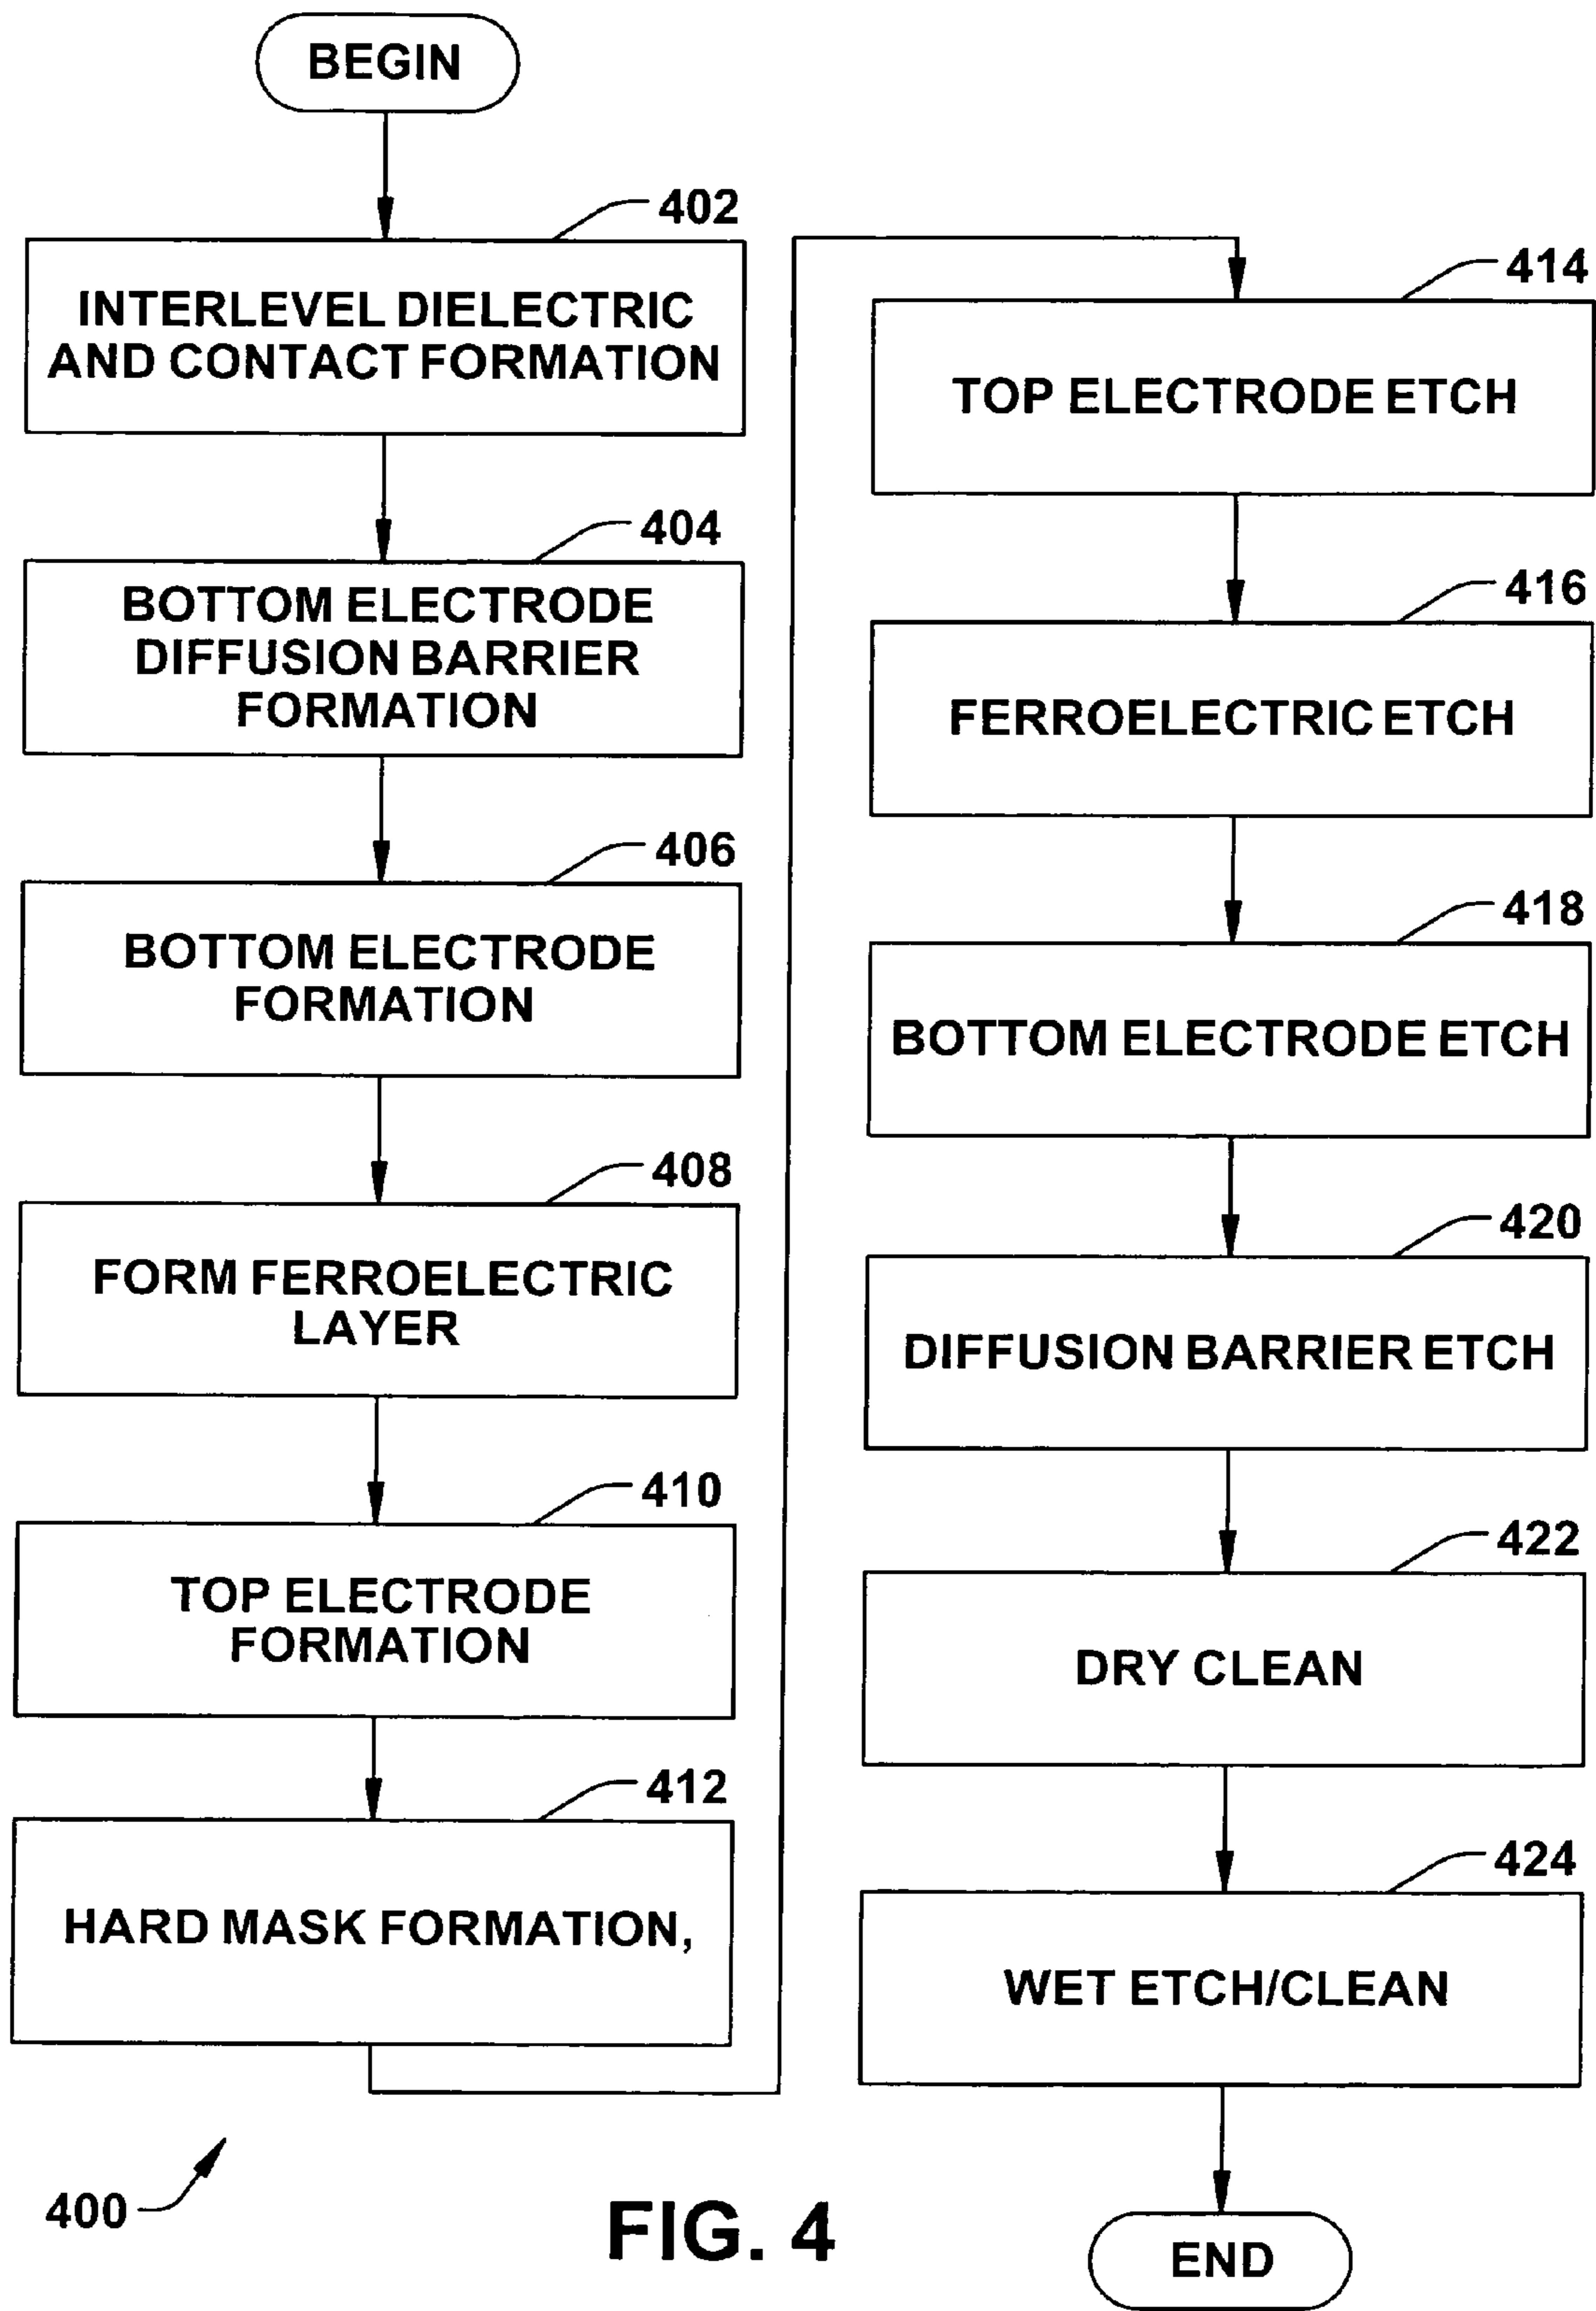 BEGIN
402
INTERLEVEL DIELECTRIC
AND CONTACT FORMATION
404
BOTTOM ELECTRODE
DIFFUSION BARRIER
FORMATION
406
BOTTOM ELECTRODE
FORMATION
408
FORM FERROELECTRIC
LAYER
410
TOP ELECTRODE
FORMATION
412
HARD MASK FORMATION,
414
TOP ELECTRODE ETCH
416
FERROELECTRIC ETCH
418
BOTTOM ELECTRODE ETCH
420
DIFFUSION BARRIER ETCH
422
DRY CLEAN
424
WET ETCH/CLEAN
END
400
FIG. 4